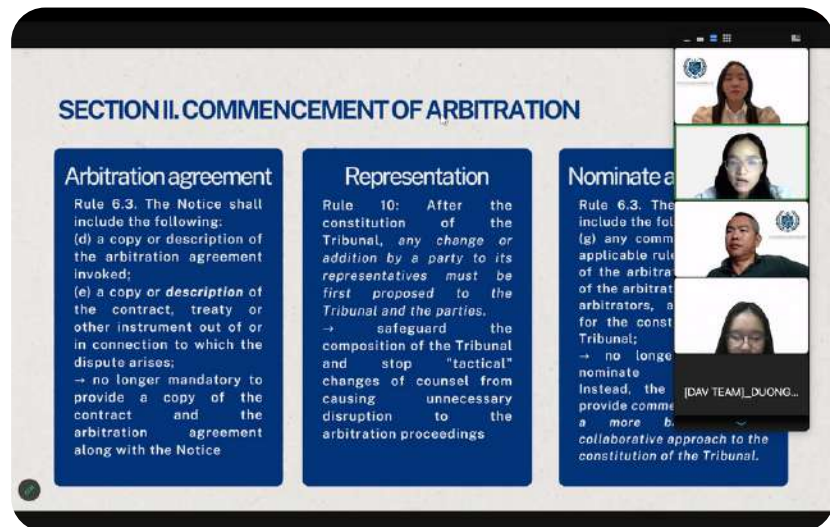 SECTION II. COMMENCEMENT OF ARBITRATION
Arbitration agreement
Rule 6.3. The Notice shall
include the following:
(d) a copy or description of
the arbitration agreement
invoked;
(e) a copy or description of
the contract, treaty or
other instrument out of or
in connection to which the
dispute arises;
→ no longer mandatory to
provide a copy of the
contract and the
arbitration agreement
along with the Notice
Representation
Rule 10: After the
constitution of the
Tribunal, any change or
addition by a party to its
representatives must be
first proposed to the
Tribunal and the parties.
→ safeguard the
composition of the Tribunal
and stop "tactical"
changes of counsel from
causing unnecessary
disruption to the
arbitration proceedings
Nominate a
Rule 6.3. The
include the fol
(g) any comm
applicable rul
of the arbitra
of the arbitrat
arbitrators, a
for the const
Tribunal;
→ no longe
nominate
Instead, the
provide comme
a more b
collaborative approach to the
constitution of the Tribunal.
[DAV TEAM]_DUONG...